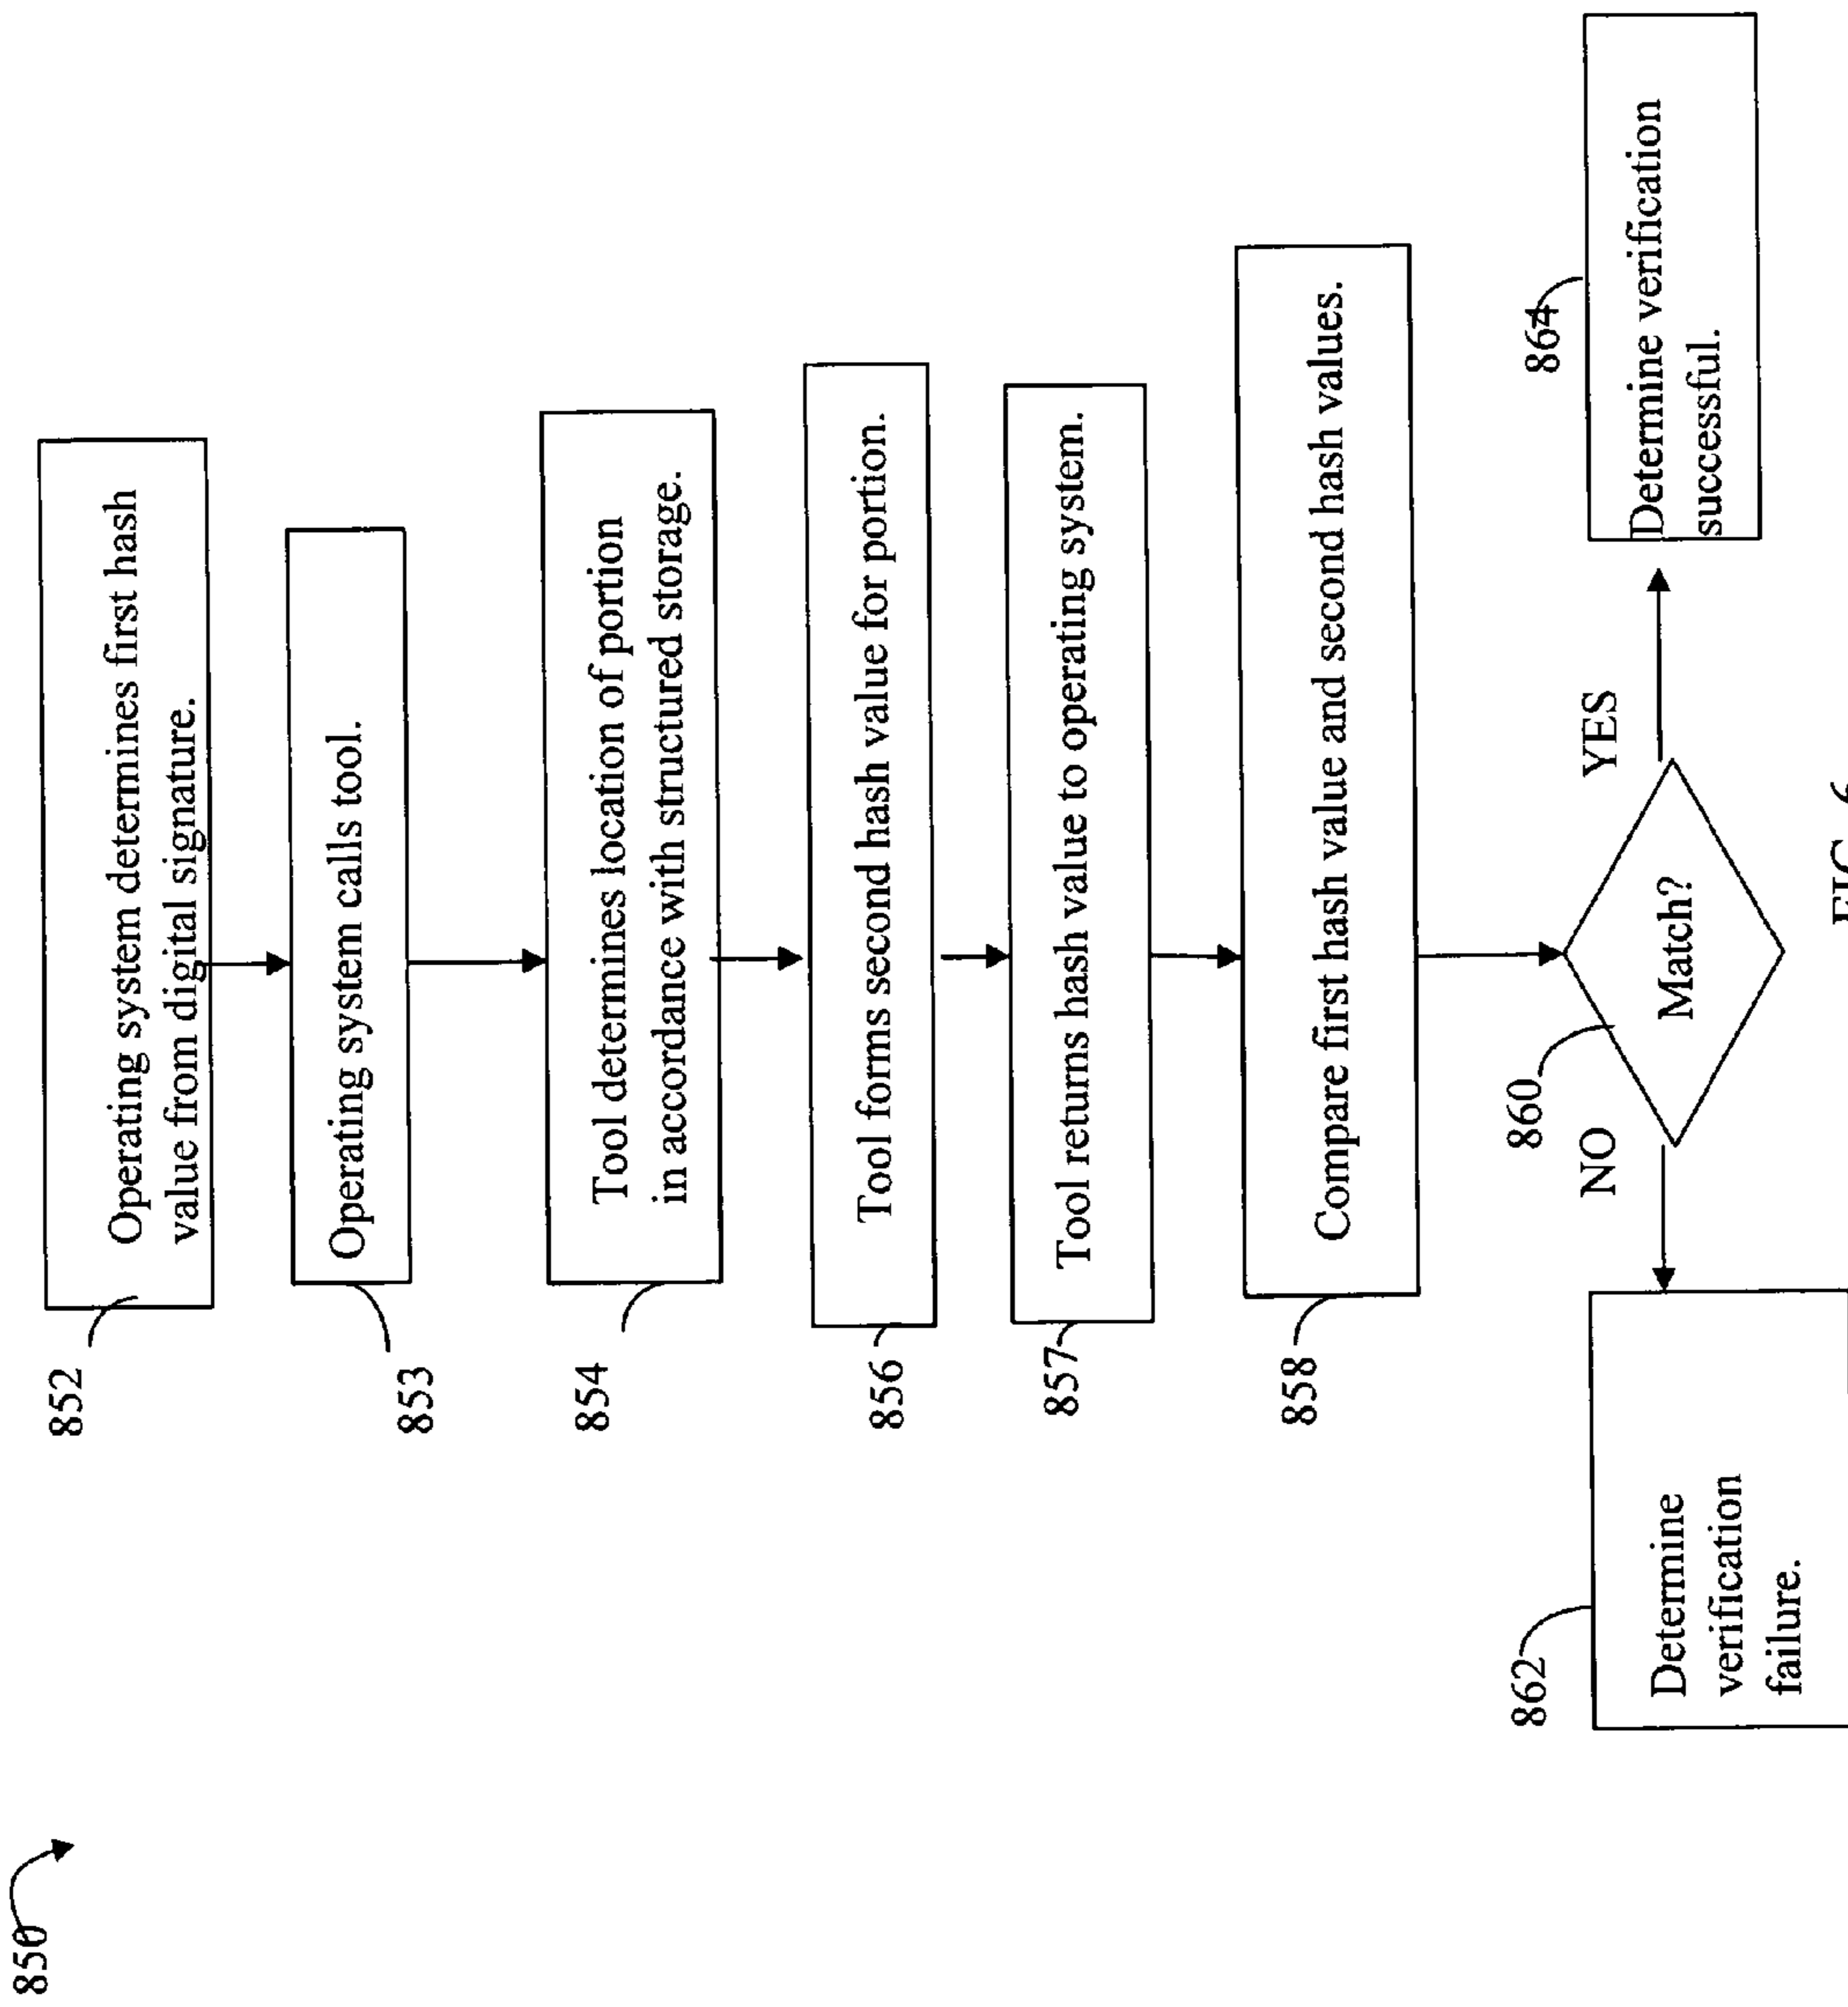 850
852
Operating system determines first hash
value from digital signature.
853
Operating system calls tool.
854
Tool determines location of portion
in accordance with structured storage.
856
Tool forms second hash value for portion.
857
Tool returns hash value to operating system.
858
Compare first hash value and second hash values.
860
Match?
NO
YES
862
Determine
verification
failure.
864
Determine verification
successful.
FIG. 6